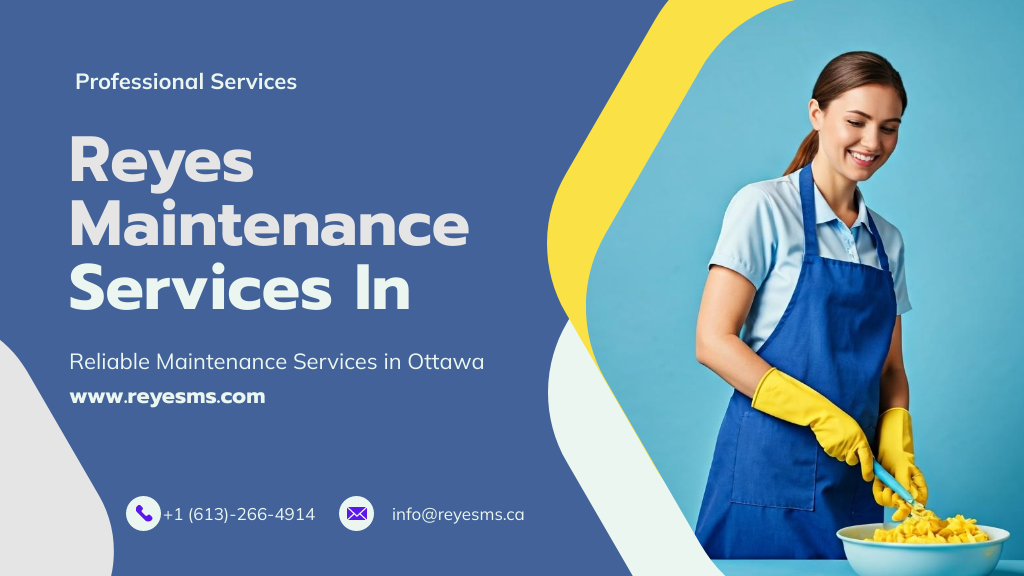 Professional Services
Reyes
Maintenance
Services In
Reliable Maintenance Services in Ottawa
www.reyesms.com
+1 (613)-266-4914
info@reyesms.ca